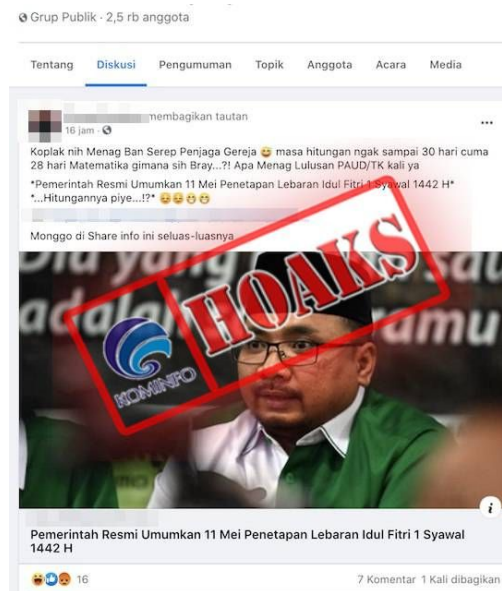 Grup Publik · 2,5 rb anggota
Tentang Diskusi Pengumuman Topik Anggota Acara Media
membagikan tautan
16 jam ·
Koplak nih Menag Ban Serep Penjaga Gereja 😄 masa hitungan ngak sampai 30 hari cuma
28 hari Matematika gimana sih Bray...?! Apa Menag Lulusan PAUD/TK kali ya
*Pemerintah Resmi Umumkan 11 Mei Penetapan Lebaran Idul Fitri 1 Syawal 1442 H*
*...Hitungannya piye...!?* 😌😌😁😁
Monggo di Share info ini seluas-luasnya
HOAKS
KOMINFO
Dia yang
adalah
ramu
Pemerintah Resmi Umumkan 11 Mei Penetapan Lebaran Idul Fitri 1 Syawal
1442 H
16
7 Komentar 1 Kali dibagikan